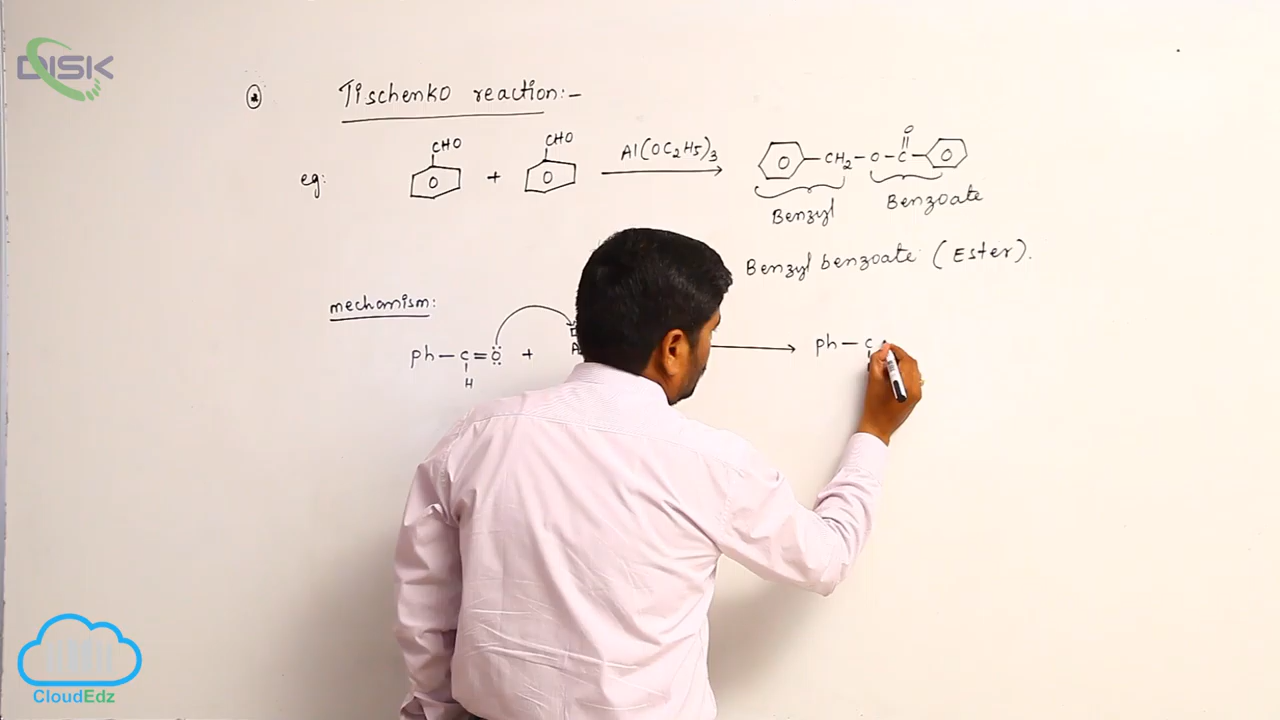 DISK
Tischenko reaction:-
CHO CHO
eg: + Al(OC2H5)3 CH2-O-C- O
Benzyl Benzoate
Benzyl benzoate (Ester).
mechanism:
ph-C=O + ph-C
H
CloudEdz